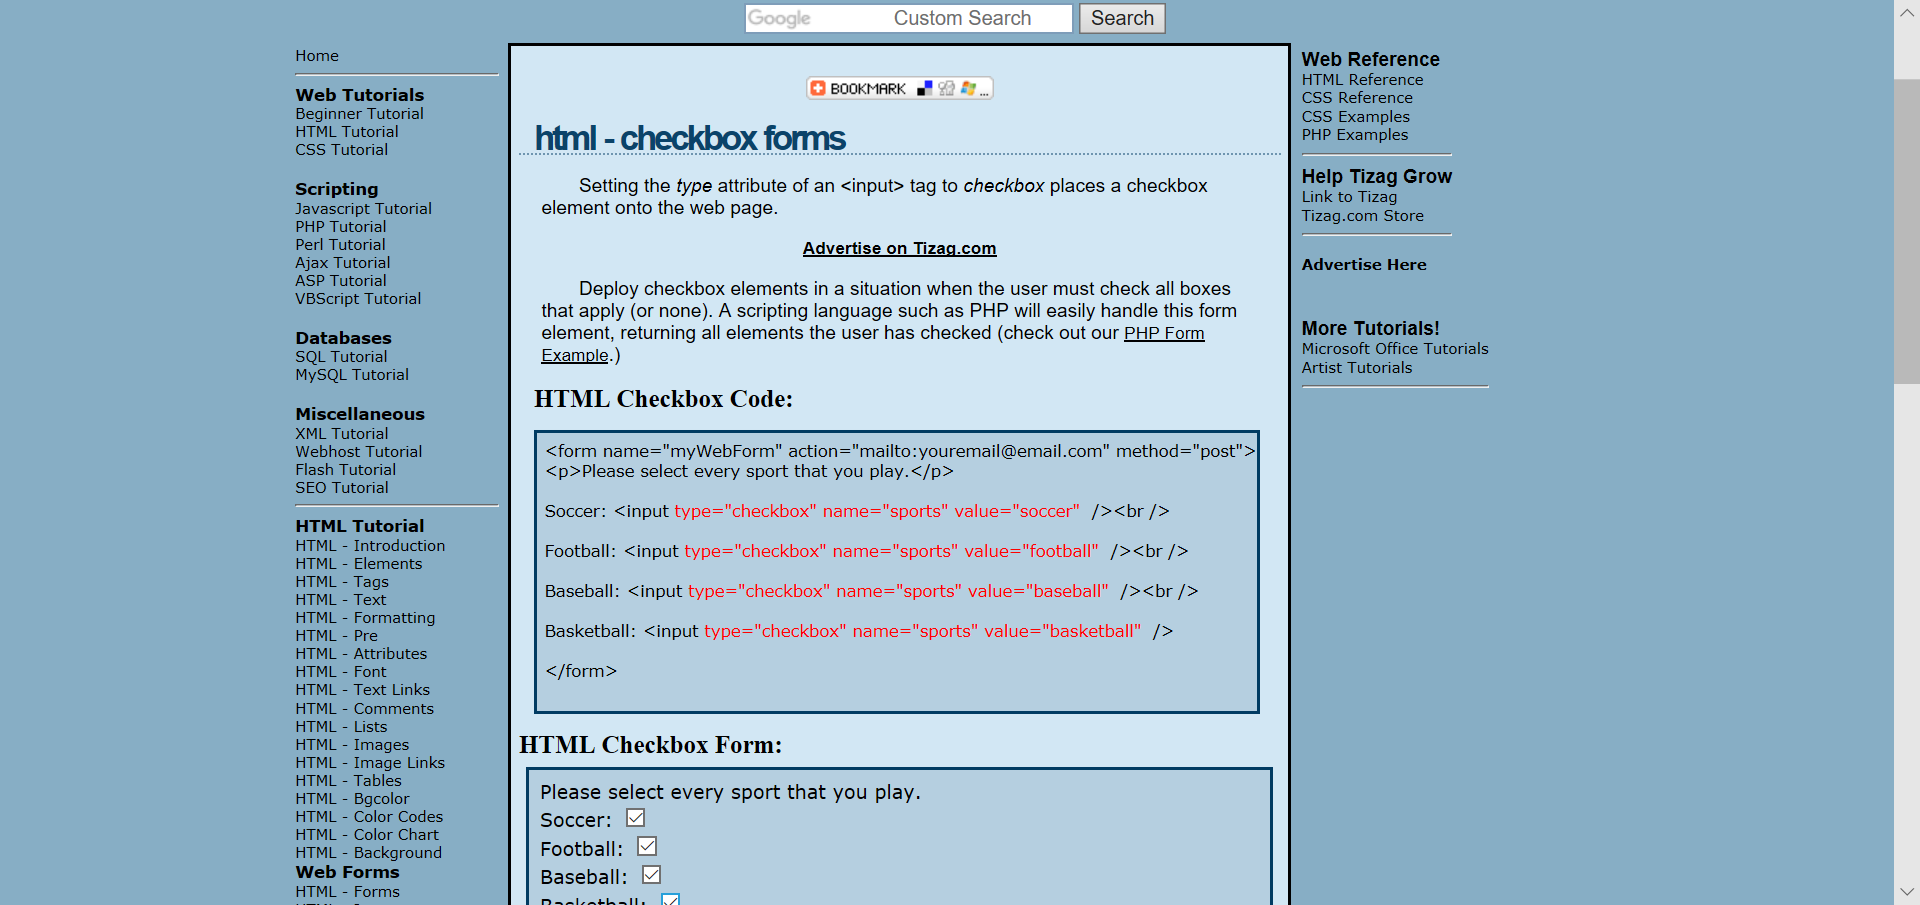 Google Custom Search Search
Home
Web Tutorials
Beginner Tutorial
HTML Tutorial
CSS Tutorial
Scripting
Javascript Tutorial
PHP Tutorial
Perl Tutorial
Ajax Tutorial
ASP Tutorial
VBScript Tutorial
Databases
SQL Tutorial
MySQL Tutorial
Miscellaneous
XML Tutorial
Webhost Tutorial
Flash Tutorial
SEO Tutorial
HTML Tutorial
HTML - Introduction
HTML - Elements
HTML - Tags
HTML - Text
HTML - Formatting
HTML - Pre
HTML - Attributes
HTML - Font
HTML - Text Links
HTML - Comments
HTML - Lists
HTML - Images
HTML - Image Links
HTML - Tables
HTML - Bgcolor
HTML - Color Codes
HTML - Color Chart
HTML - Background
Web Forms
HTML - Forms
BOOKMARK ...
html - checkbox forms
Setting the type attribute of an <input> tag to checkbox places a checkbox
element onto the web page.
Advertise on Tizag.com
Deploy checkbox elements in a situation when the user must check all boxes
that apply (or none). A scripting language such as PHP will easily handle this form
element, returning all elements the user has checked (check out our PHP Form
Example.)
HTML Checkbox Code:
<form name="myWebForm" action="mailto:youremail@email.com" method="post">
<p>Please select every sport that you play.</p>
Soccer: <input type="checkbox" name="sports" value="soccer" /><br />
Football: <input type="checkbox" name="sports" value="football" /><br />
Baseball: <input type="checkbox" name="sports" value="baseball" /><br />
Basketball: <input type="checkbox" name="sports" value="basketball" />
</form>
HTML Checkbox Form:
Please select every sport that you play.
Soccer:
Football:
Baseball:
Basketball:
Web Reference
HTML Reference
CSS Reference
CSS Examples
PHP Examples
Help Tizag Grow
Link to Tizag
Tizag.com Store
Advertise Here
More Tutorials!
Microsoft Office Tutorials
Artist Tutorials